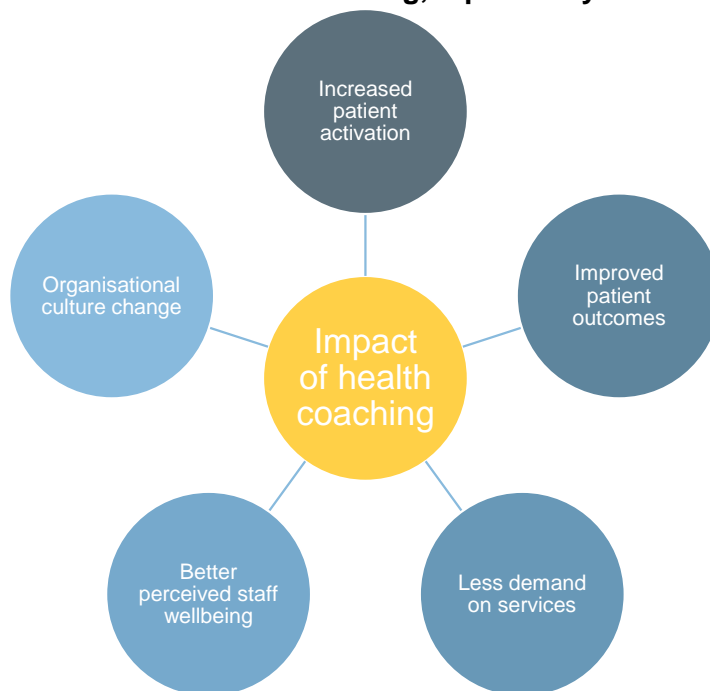 Increased
patient
activation
Organisational
culture change
Improved
patient
outcomes
Impact
of health
coaching
Better
perceived staff
wellbeing
Less demand
on services